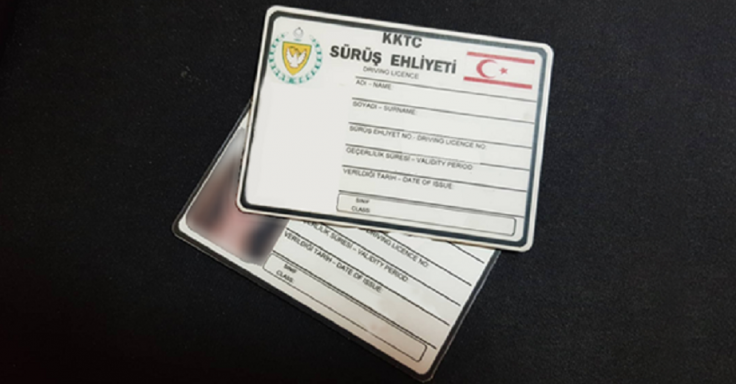 KKTC
SÜRÜŞ EHLİYETİ
DRIVING LICENCE
ADI – NAME:
SOYADI – SURNAME:
SÜRÜŞ EHLİYET NO - DRIVING LICENCE NO:
GEÇERLİLİK SÜRESİ – VALIDITY PERIOD
VERİLDİĞİ TARİH – DATE OF ISSUE:
SINIF
CLASS:
DRIVING LICENCE NO
SÜRESİ – VALIDITY PERIOD:
VERİLDİĞİ TARİH – DATE OF ISSUE:
SINIF
CLASS: